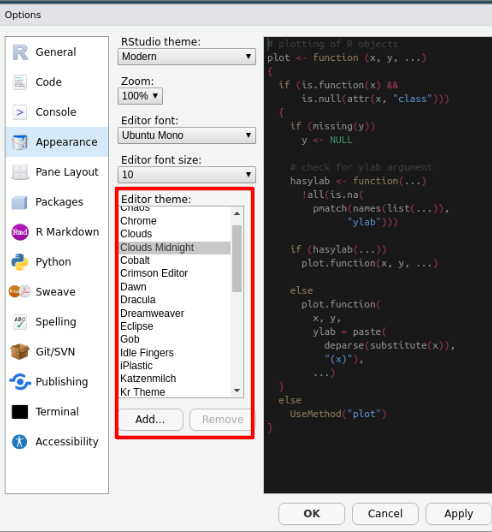 Options
General
Code
Console
Appearance
Pane Layout
Packages
R Markdown
Python
Sweave
Spelling
Git/SVN
Publishing
Terminal
Accessibility
RStudio theme:
Modern
Zoom:
100%
Editor font:
Ubuntu Mono
Editor font size:
10
Editor theme:
Chaos
Chrome
Clouds
Clouds Midnight
Cobalt
Crimson Editor
Dawn
Dracula
Dreamweaver
Eclipse
Gob
Idle Fingers
iPlastic
Katzenmilch
Kr Theme
Add...
Remove
# plotting of R objects
plot <- function (x, y, ...)
{
  if (is.function(x) &&
      is.null(attr(x, "class")))
  {
    if (missing(y))
      y <- NULL
    # check for ylab argument
    hasylab <- function(...)
      !all(is.na(
        pmatch(names(list(...)),
              "ylab")))
    if (hasylab(...))
      plot.function(x, y, ...)
    else
      plot.function(
        x, y,
        ylab = paste(
          deparse(substitute(x)),
          "(x)"),
        ...)
  }
  else
    UseMethod("plot")
}
OK
Cancel
Apply